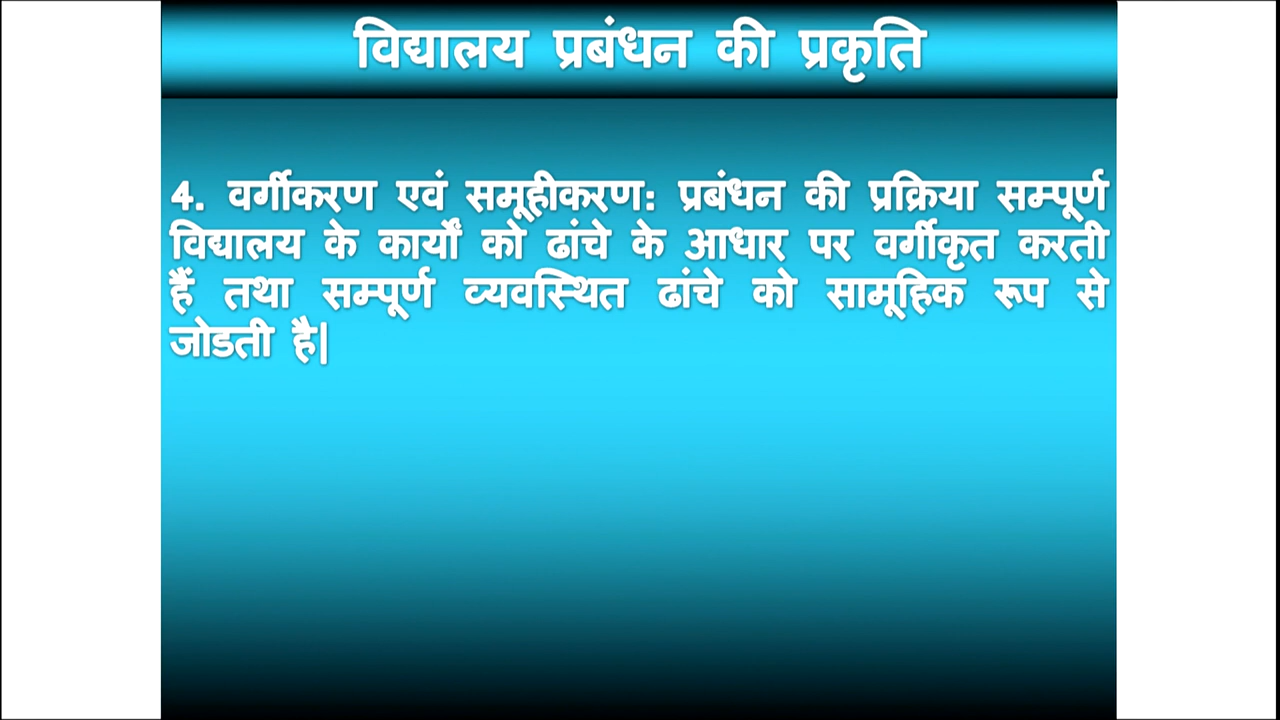 विद्यालय प्रबंधन की प्रकृति
4. वर्गीकरण एवं समूहीकरण: प्रबंधन की प्रक्रिया सम्पूर्ण
विद्यालय के कार्यों को ढांचे के आधार पर वर्गीकृत करती
हैं तथा सम्पूर्ण व्यवस्थित ढांचे को सामूहिक रूप से
जोडती है|